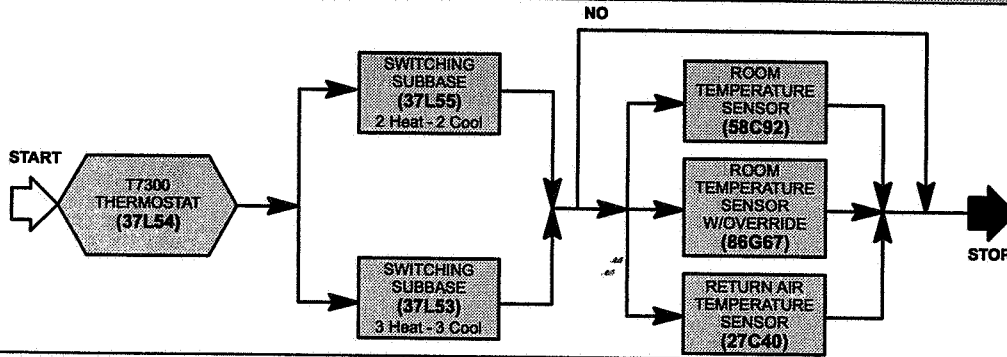 NO
START
T7300
THERMOSTAT
(37L54)
SWITCHING
SUBBASE
(37L55)
2 Heat - 2 Cool
SWITCHING
SUBBASE
(37L53)
3 Heat - 3 Cool
ROOM
TEMPERATURE
SENSOR
(58C92)
ROOM
TEMPERATURE
SENSOR
W/OVERRIDE
(86G67)
RETURN AIR
TEMPERATURE
SENSOR
(27C40)
STOP